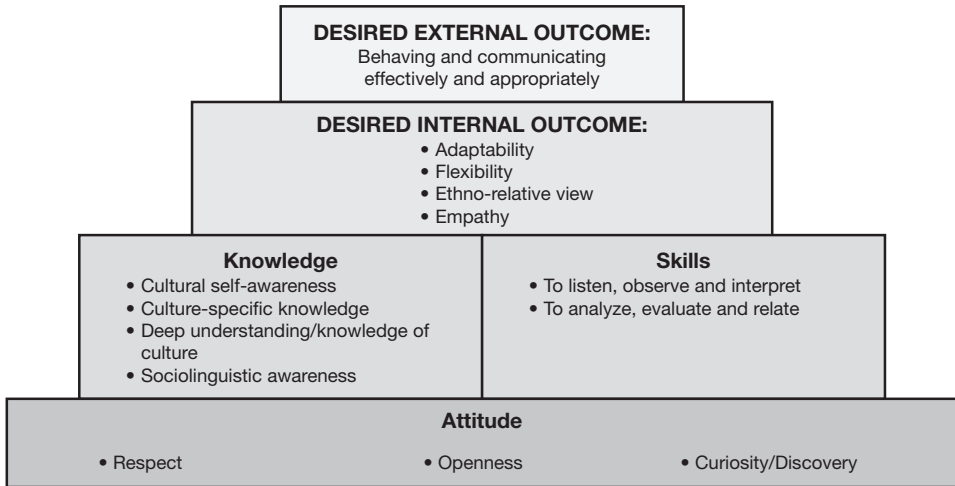 DESIRED EXTERNAL OUTCOME:
Behaving and communicating
effectively and appropriately
DESIRED INTERNAL OUTCOME:
• Adaptability
• Flexibility
• Ethno-relative view
• Empathy
Knowledge
• Cultural self-awareness
• Culture-specific knowledge
• Deep understanding/knowledge of
culture
• Sociolinguistic awareness
Skills
• To listen, observe and interpret
• To analyze, evaluate and relate
Attitude
• Respect
• Openness
• Curiosity/Discovery